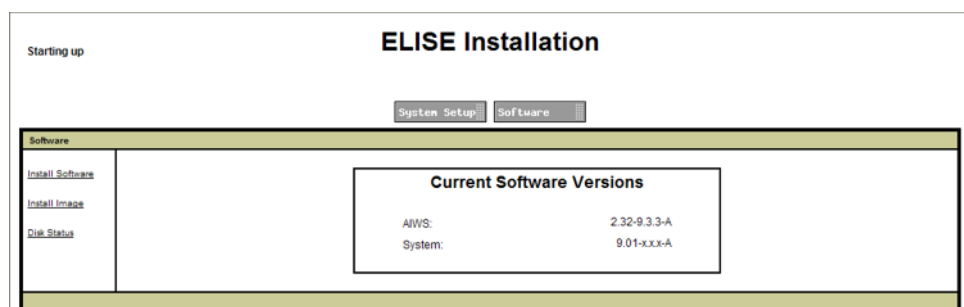 Starting up
ELISE Installation
System Setup
Software
Software
Install Software
Install Image
Disk Status
Current Software Versions
AIWS: 2.32-9.3.3-A
System: 9.01-x.x.x-A